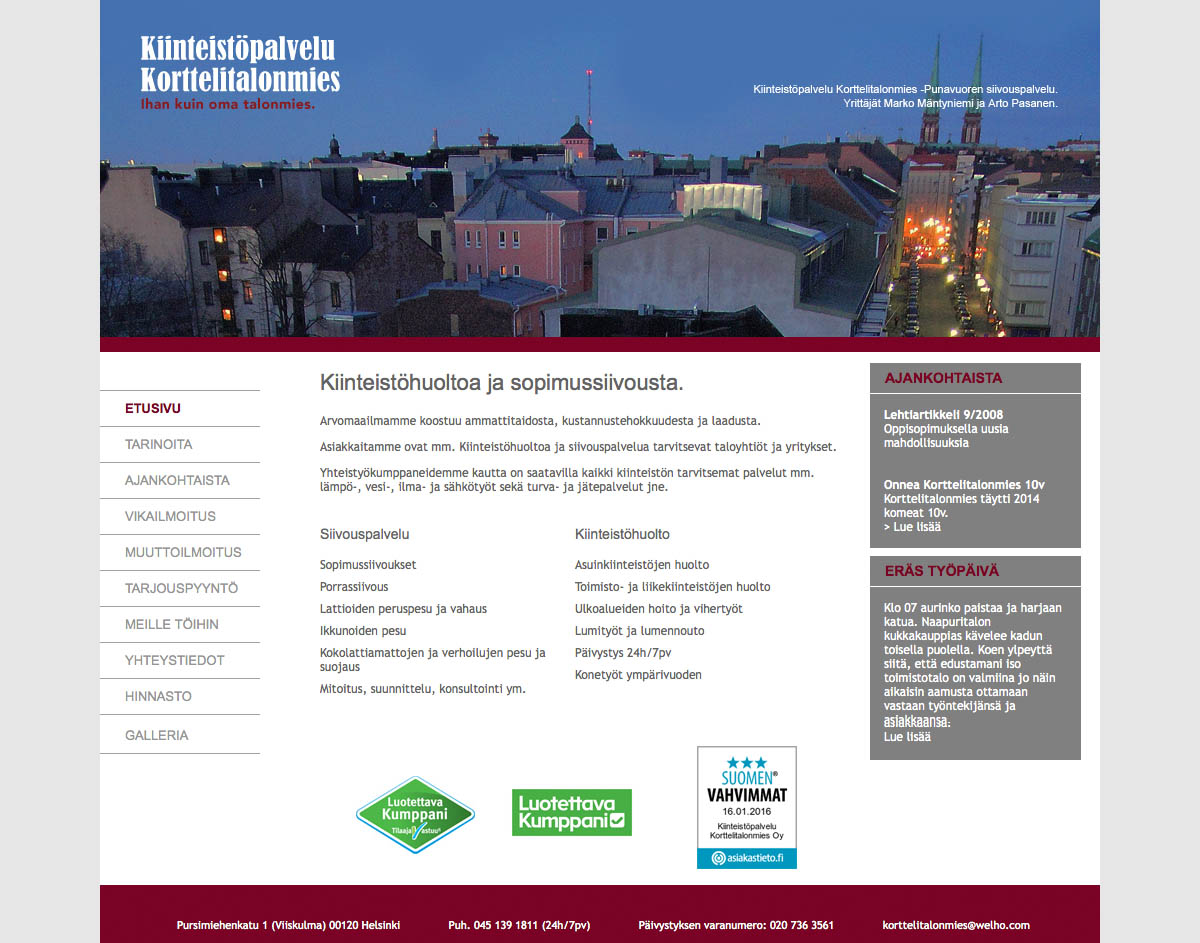 Kiinteistöpalvelu
Korttelitalonmies
Ihan kuin oma talonmies.
Kiinteistöpalvelu Korttelitalonmies -Punavuoren siivouspalvelu.
Yrittäjät Marko Mäntyniemi ja Arto Pasanen.
ETUSIVU
TARINOITA
AJANKOHTAISTA
VIKAILMOITUS
MUUTTOILMOITUS
TARJOUSPYYNTÖ
MEILLE TÖIHIN
YHTEYSTIEDOT
HINNASTO
GALLERIA
Kiinteistöhuoltoa ja sopimussiivousta.
Arvomaailmamme koostuu ammattitaidosta, kustannustehokkuudesta ja laadusta.
Asiakkaitamme ovat mm. Kiinteistöhuoltoa ja siivouspalvelua tarvitsevat taloyhtiöt ja yritykset.
Yhteistyökumppaneidemme kautta on saatavilla kaikki kiinteistön tarvitsemat palvelut mm.
lämpö-, vesi-, ilma- ja sähkötyöt sekä turva- ja jätepalvelut jne.
Siivouspalvelu
Sopimussiivoukset
Porrassiivous
Lattioiden peruspesu ja vahaus
Ikkunoiden pesu
Kokolattiamattojen ja verhoilujen pesu ja
suojaus
Mitoitus, suunnittelu, konsultointi ym.
Kiinteistöhuolto
Asuinkiinteistöjen huolto
Toimisto- ja liikekiinteistöjen huolto
Ulkoalueiden hoito ja vihertyöt
Lumityöt ja lumennouto
Päivystys 24h/7pv
Konetyöt ympärivuoden
AJANKOHTAISTA
Lehtiartikkeli 9/2008
Oppisopimuksella uusia
mahdollisuuksia
Onnea Korttelitalonmies 10v
Korttelitalonmies täytti 2014
komeat 10v.
> Lue lisää
ERÄS TYÖPÄIVÄ
Klo 07 aurinko paistaa ja harjaan
katua. Naapuritalon
kukkakauppias kävelee kadun
toisella puolella. Koen ylpeyttä
siitä, että edustamani iso
toimistotalo on valmiina jo näin
aikaisin aamusta ottamaan
vastaan työntekijänsä ja
asiakkaansa.
Lue lisää
Luotettava
Kumppani
Tilaajavastuu
Luotettava
Kumppani
SUOMEN®
VAHVIMMAT
16.01.2016
Kiinteistöpalvelu
Korttelitalonmies Oy
asiakastieto.fi
Pursimiehenkatu 1 (Viiskulma) 00120 Helsinki
Puh. 045 139 1811 (24h/7pv)
Päivystyksen varanumero: 020 736 3561
korttelitalonmies@welho.com